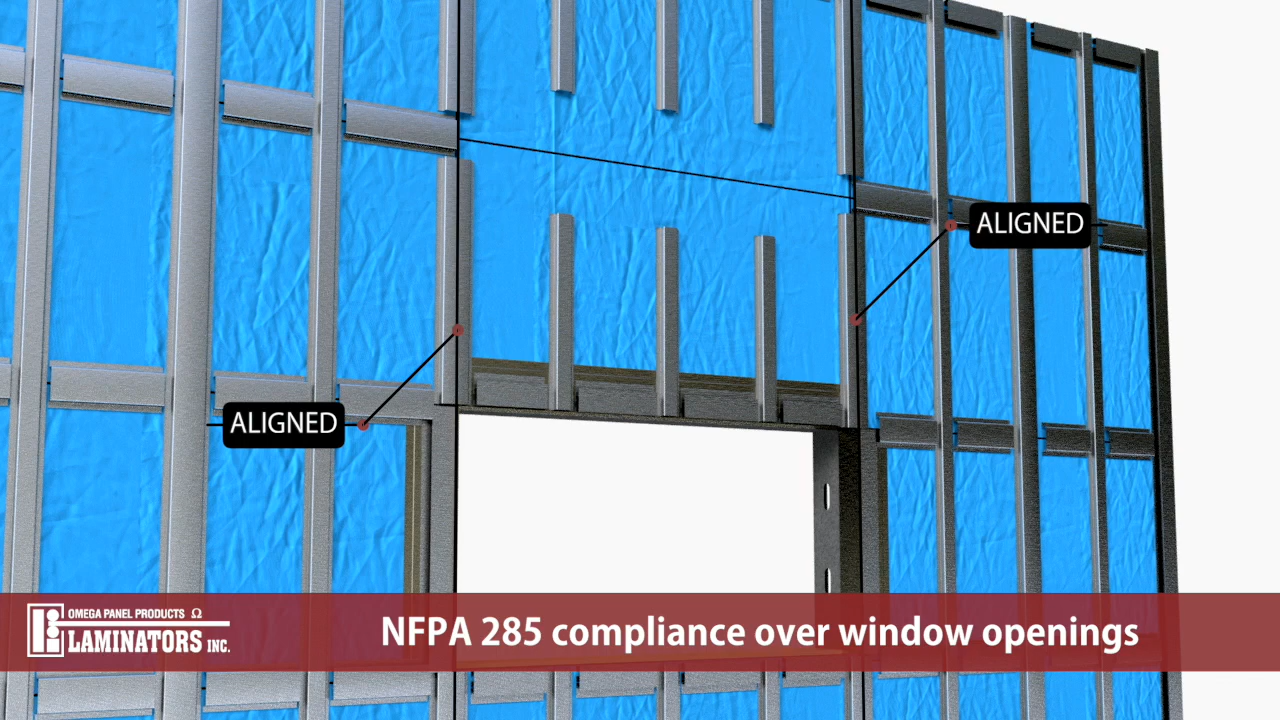 ALIGNED
ALIGNED
OMEGA PANEL PRODUCTS Ω
LAMINATORS INC.
NFPA 285 compliance over window openings